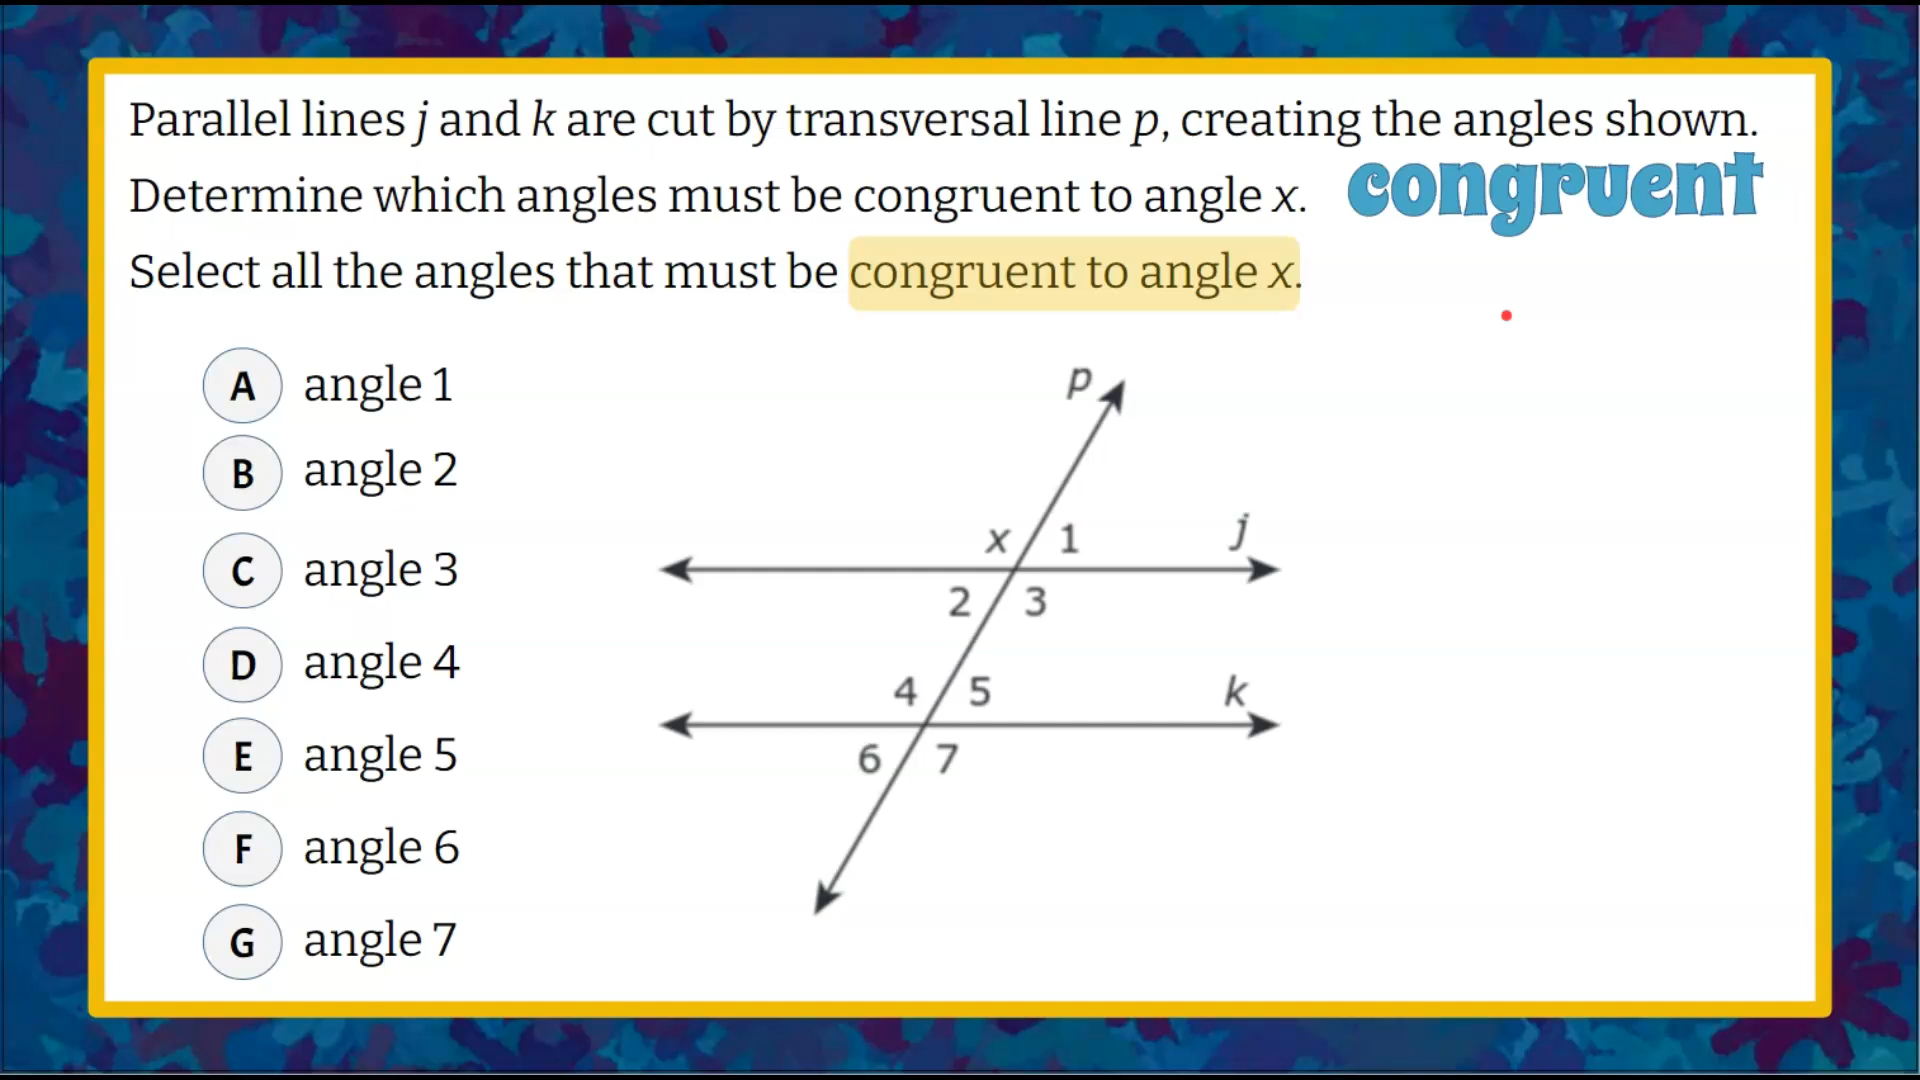 Parallel lines j and k are cut by transversal line p, creating the angles shown.
Determine which angles must be congruent to angle x.
congruent
Select all the angles that must be congruent to angle x.
A angle 1
B angle 2
C angle 3
D angle 4
E angle 5
F angle 6
G angle 7
p
x 1 j
2 3
4 5 k
6 7